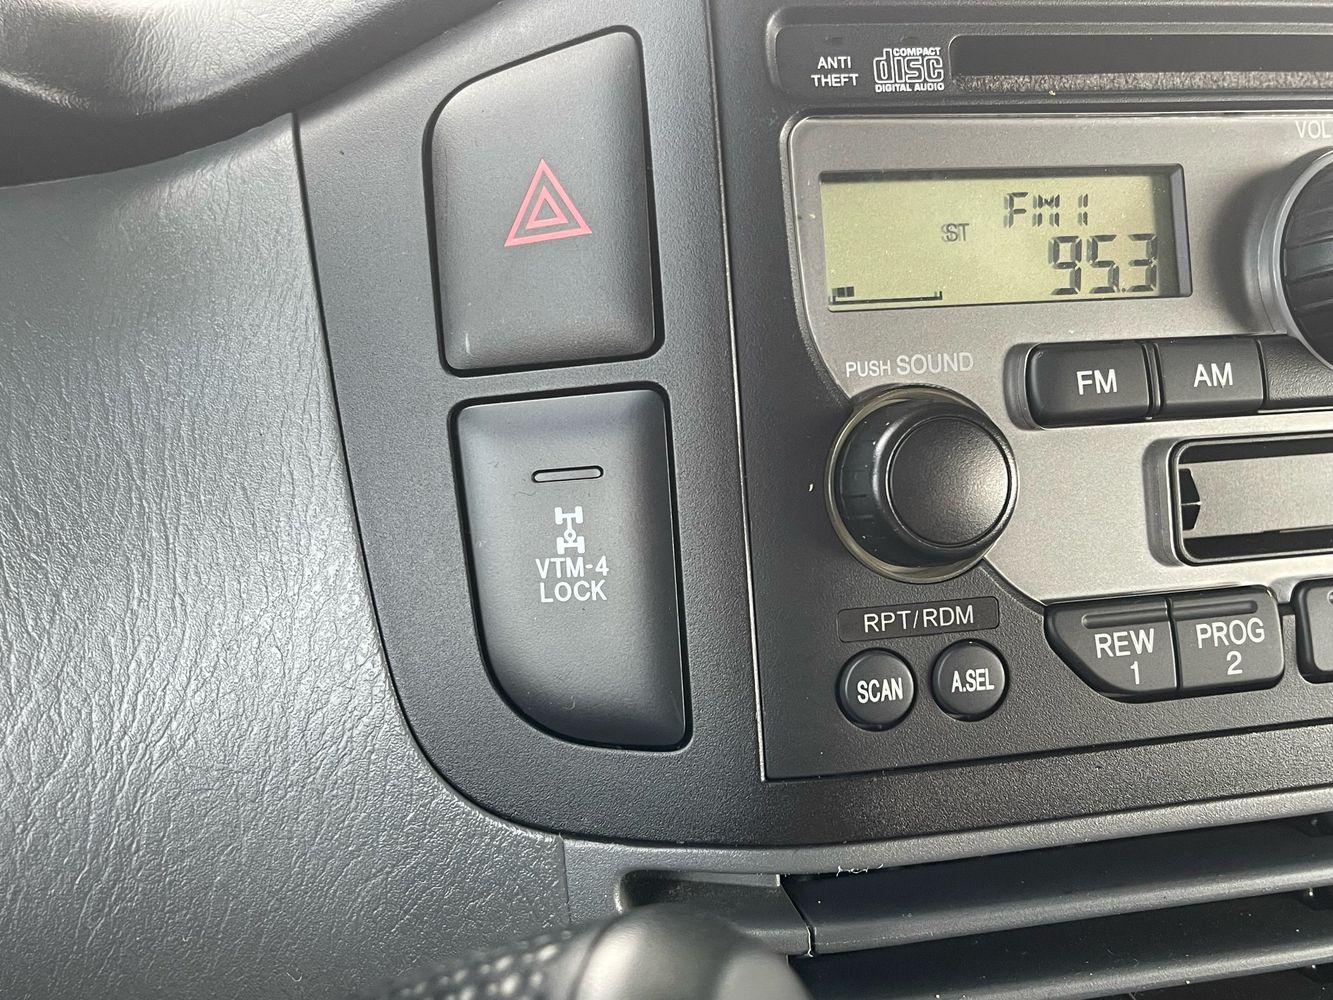 ANTI
THEFT
COMPACT
disc
DIGITAL AUDIO
VOL
FM1
ST
95.3
PUSH SOUND
FM
AM
VTM-4
LOCK
RPT/RDM
SCAN
A.SEL
REW
1
PROG
2